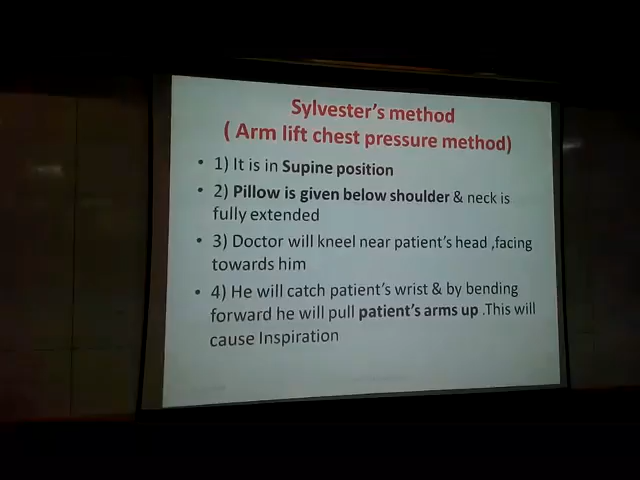 Sylvester's method
( Arm lift chest pressure method)
• 1) It is in Supine position
• 2) Pillow is given below shoulder & neck is
fully extended
• 3) Doctor will kneel near patient's head ,facing
towards him
• 4) He will catch patient's wrist & by bending
forward he will pull patient's arms up .This will
cause Inspiration